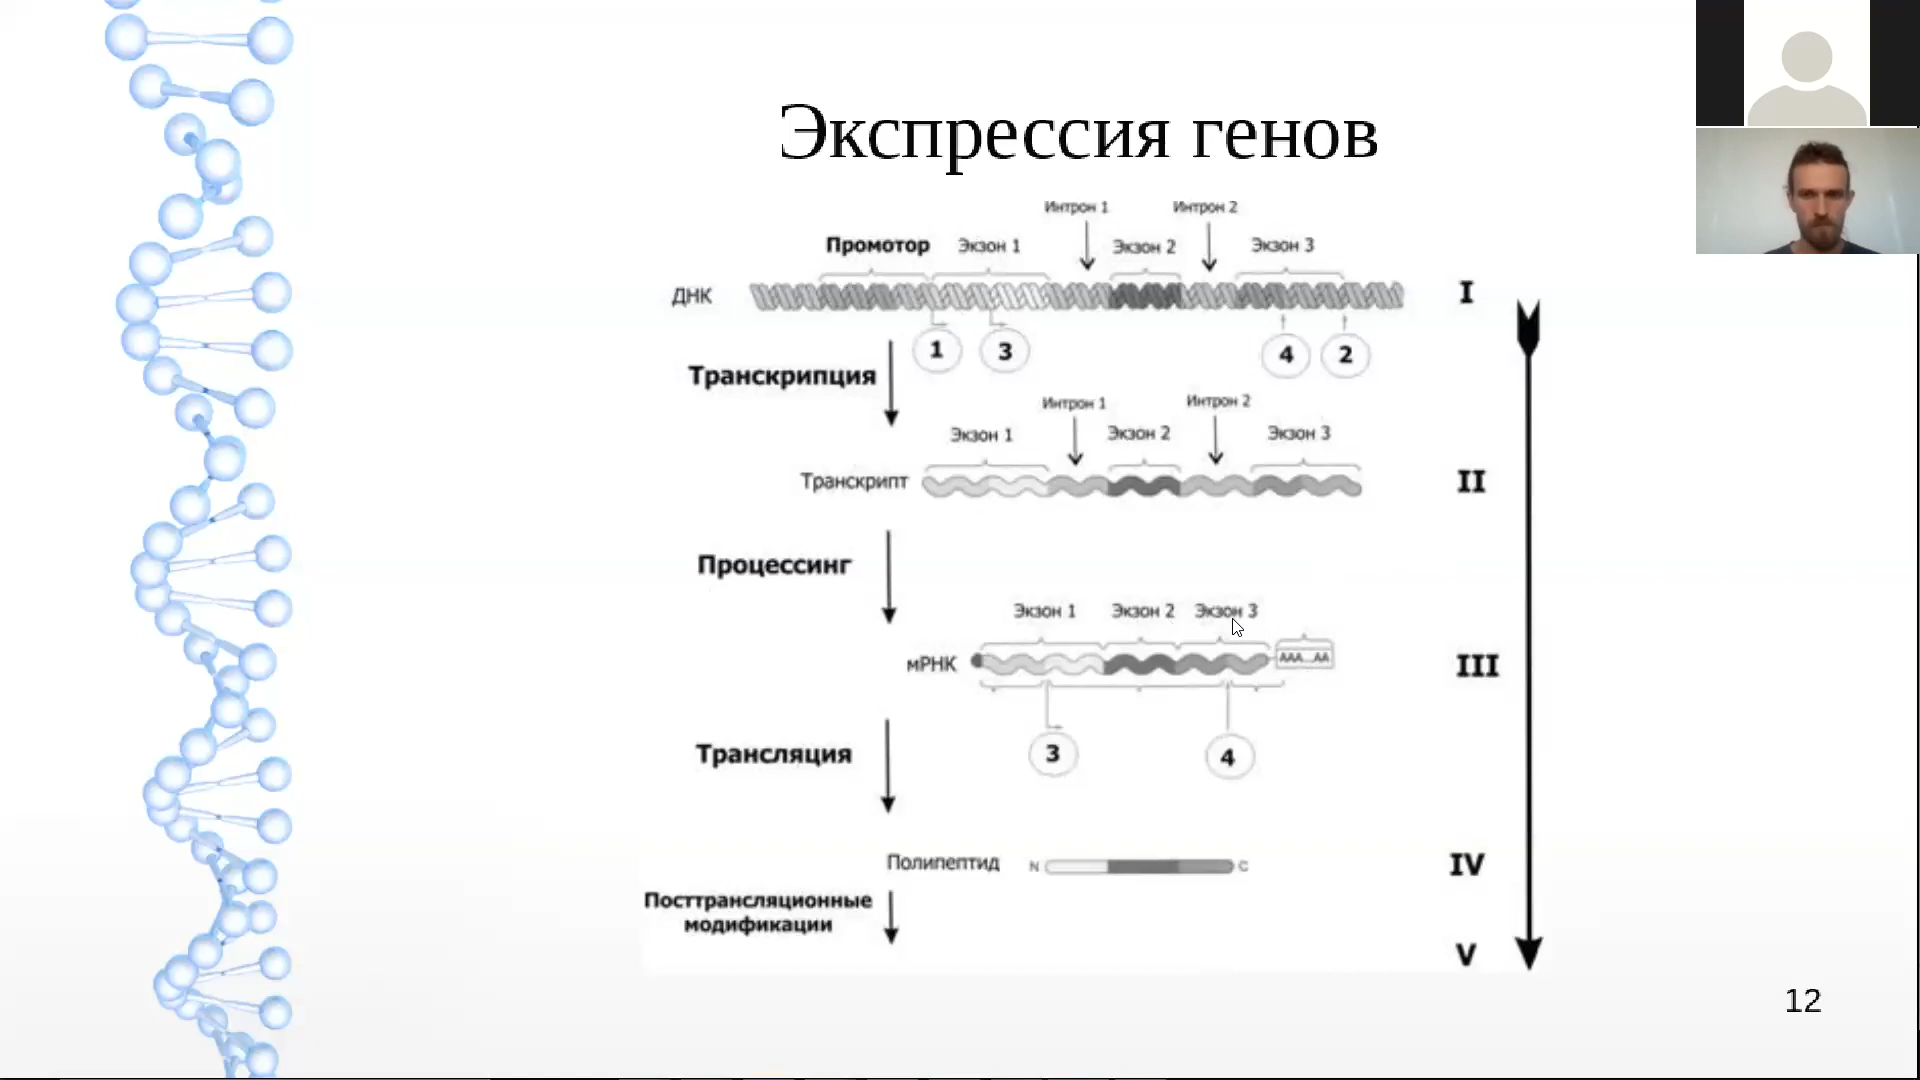 Экспрессия генов
Интрон 1 Интрон 2
Промотор Экзон 1 Экзон 2 Экзон 3
ДНК I
1 3 4 2
Транскрипция
Интрон 1 Интрон 2
Экзон 1 Экзон 2 Экзон 3
Транскрипт II
Процессинг
Экзон 1 Экзон 2 Экзон 3
мРНК AAA...AA III
3 4
Трансляция
Полипептид N C IV
Посттрансляционные
модификации
V
12